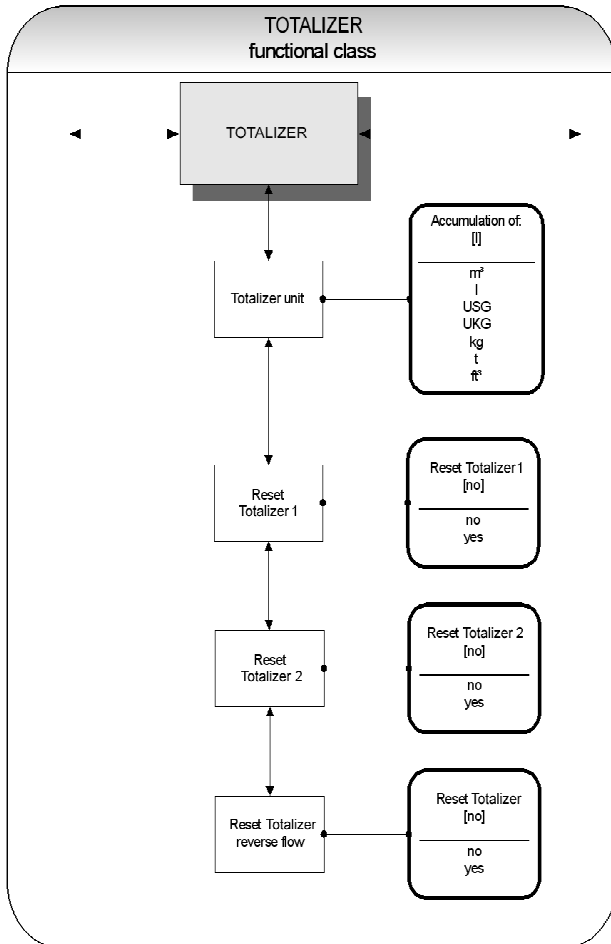 TOTALIZER
functional class
TOTALIZER
Accumulation of:
[l]
m³
l
USG
UKG
kg
t
ft³
Totalizer unit
Reset Totalizer 1
[no]
no
yes
Reset
Totalizer 1
Reset Totalizer 2
[no]
no
yes
Reset
Totalizer 2
Reset Totalizer
[no]
no
yes
Reset Totalizer
reverse flow